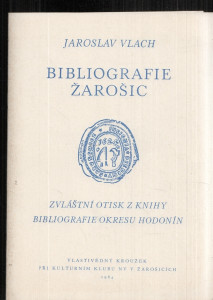 JAROSLAV VLACH
BIBLIOGRAFIE
ŽAROŠIC
ZVLÁŠTNÍ OTISK Z KNIHY
BIBLIOGRAFIE OKRESU HODONÍN
VLASTIVĚDNÝ KROUŽEK
PŘI KULTURNÍM KLUBU NV V ŽAROŠICÍCH